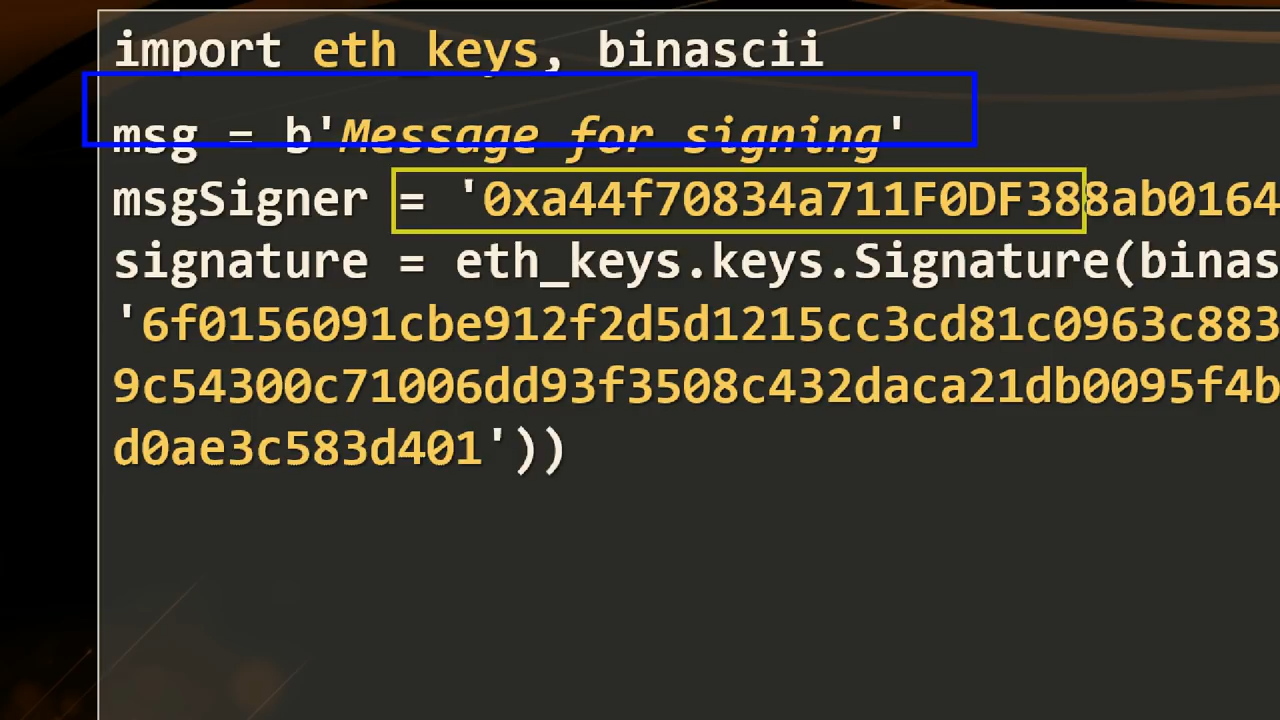 import eth_keys, binascii
msg = b'Message for signing'
msgSigner = '0xa44f70834a711F0DF388ab0164
signature = eth_keys.keys.Signature(binas
'6f0156091cbe912f2d5d1215cc3cd81c0963c883
9c54300c71006dd93f3508c432daca21db0095f4b
d0ae3c583d401'))